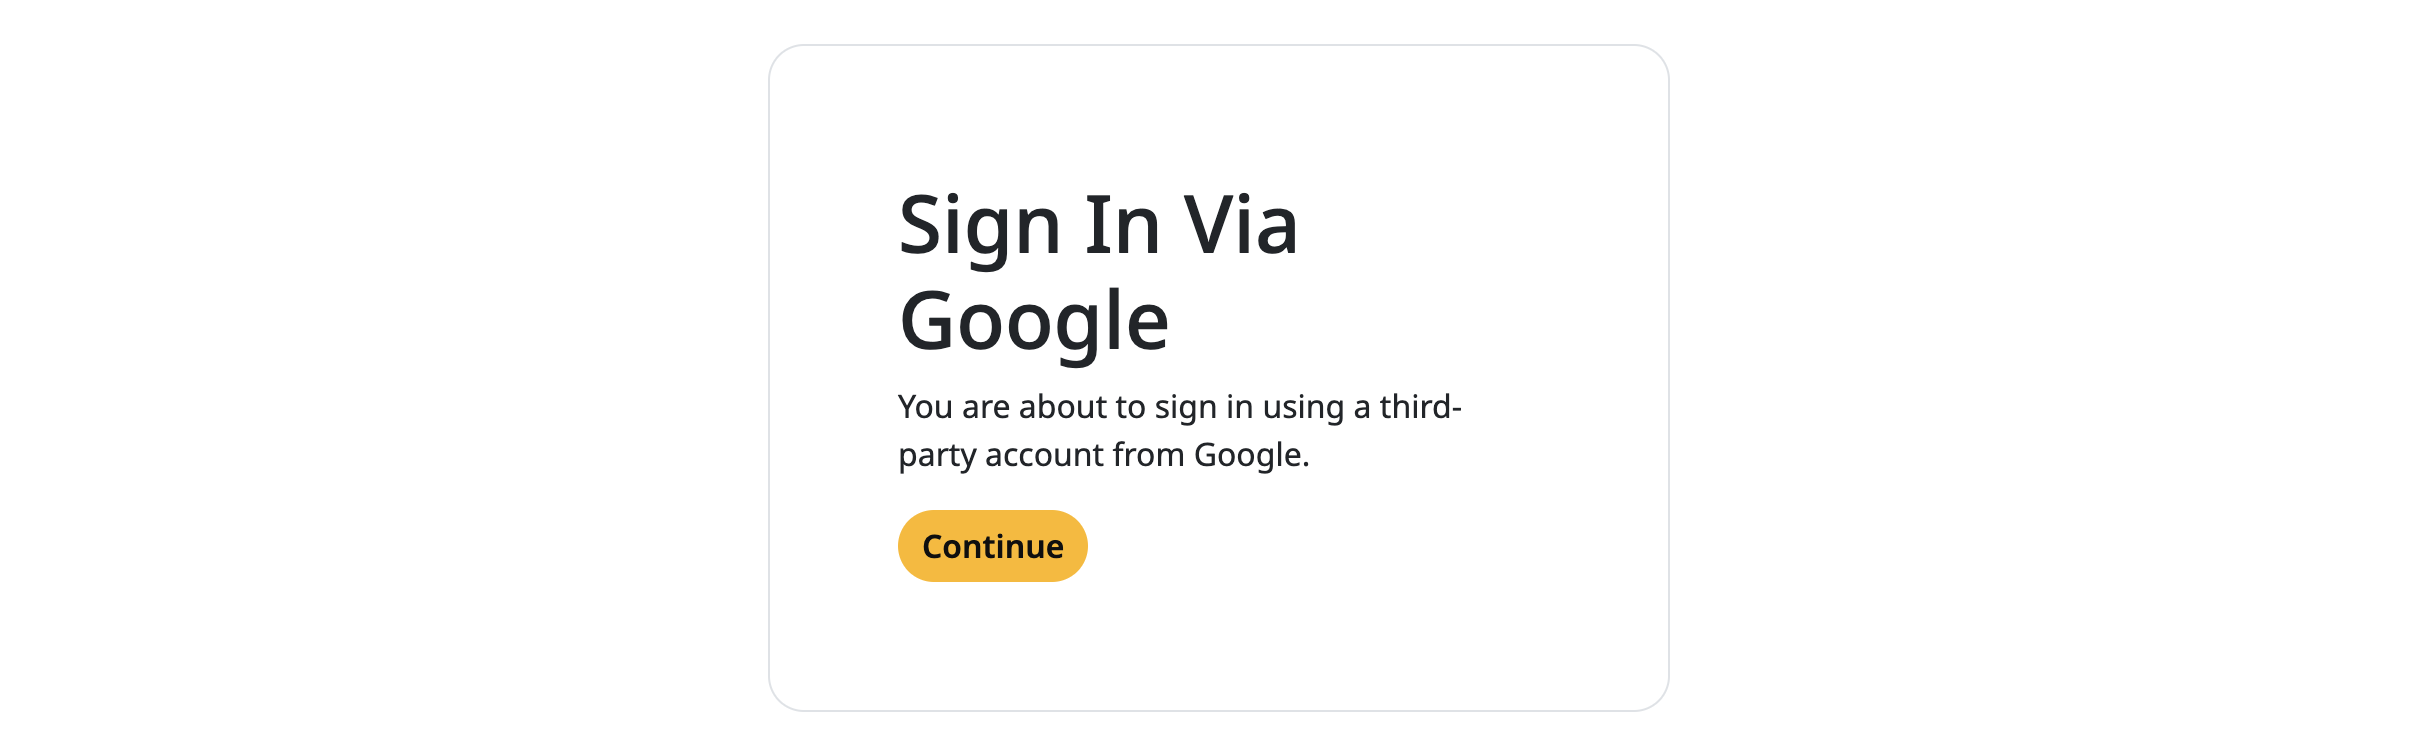 Sign In Via
Google
You are about to sign in using a third-
party account from Google.
Continue